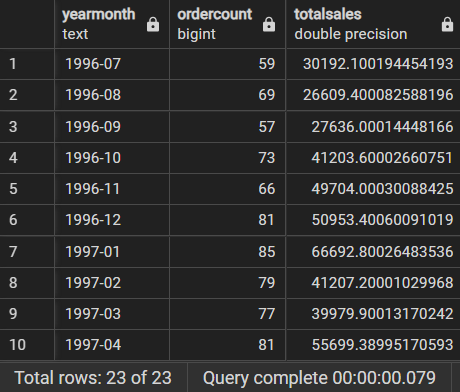 yearmonth ordercount totalsales
text bigint double precision
1 1996-07 59 30192.100194454193
2 1996-08 69 26609.400082588196
3 1996-09 57 27636.00014448166
4 1996-10 73 41203.60002660751
5 1996-11 66 49704.00030088425
6 1996-12 81 50953.40060091019
7 1997-01 85 66692.80026483536
8 1997-02 79 41207.20001029968
9 1997-03 77 39979.90013170242
10 1997-04 81 55699.38995170593
Total rows: 23 of 23 Query complete 00:00:00.079